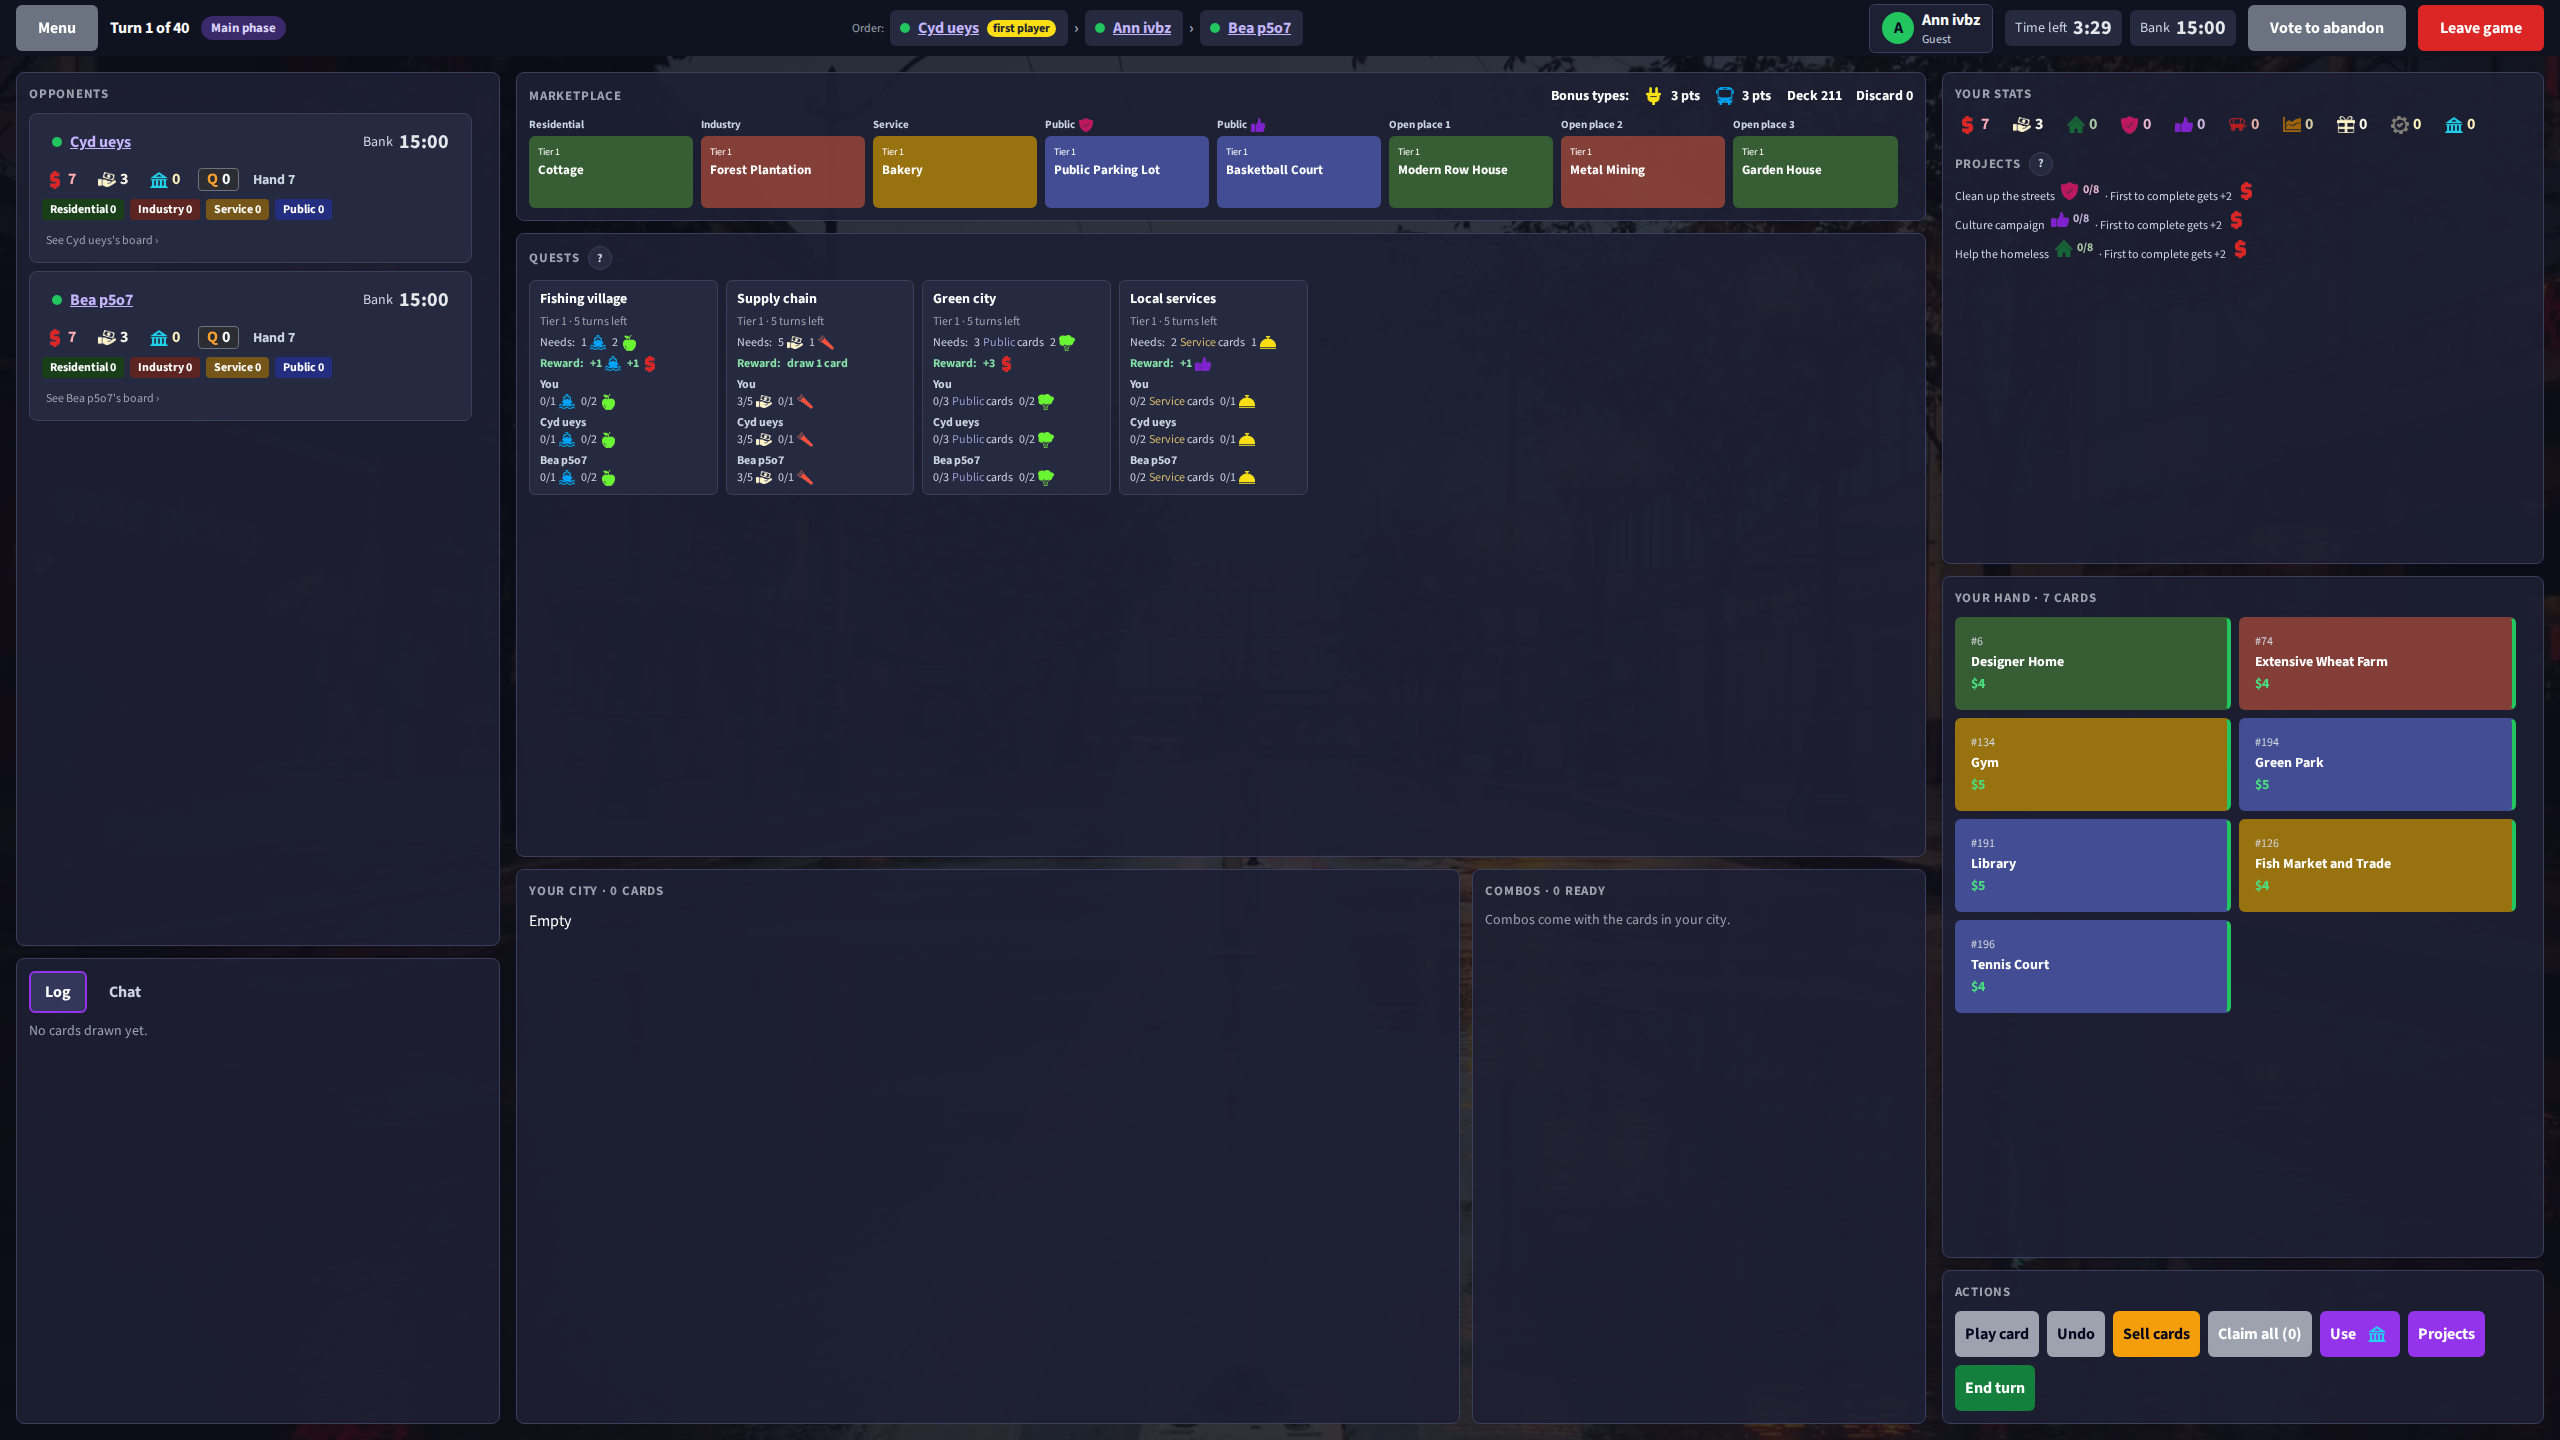 Menu
Turn 1 of 40
Main phase
Order:
Cyd ueys first player
›
Ann ivbz
›
Bea p5o7
A
Ann ivbz
Guest
Time left 3:29
Bank 15:00
Vote to abandon
Leave game
OPPONENTS
Cyd ueys
Bank 15:00
7 3 0 Q 0 Hand 7
Residential 0 Industry 0 Service 0 Public 0
See Cyd ueys's board ›
Bea p5o7
Bank 15:00
7 3 0 Q 0 Hand 7
Residential 0 Industry 0 Service 0 Public 0
See Bea p5o7's board ›
Log
Chat
No cards drawn yet.
MARKETPLACE
Bonus types: 3 pts 3 pts Deck 211 Discard 0
Residential
Tier 1
Cottage
Industry
Tier 1
Forest Plantation
Service
Tier 1
Bakery
Public
Tier 1
Public Parking Lot
Public
Tier 1
Basketball Court
Open place 1
Tier 1
Modern Row House
Open place 2
Tier 1
Metal Mining
Open place 3
Tier 1
Garden House
QUESTS ?
Fishing village
Tier 1 · 5 turns left
Needs: 1 2
Reward: +1 +1
You
0/1 0/2
Cyd ueys
0/1 0/2
Bea p5o7
0/1 0/2
Supply chain
Tier 1 · 5 turns left
Needs: 5 1
Reward: draw 1 card
You
3/5 0/1
Cyd ueys
3/5 0/1
Bea p5o7
3/5 0/1
Green city
Tier 1 · 5 turns left
Needs: 3 Public cards 2
Reward: +3
You
0/3 Public cards 0/2
Cyd ueys
0/3 Public cards 0/2
Bea p5o7
0/3 Public cards 0/2
Local services
Tier 1 · 5 turns left
Needs: 2 Service cards 1
Reward: +1
You
0/2 Service cards 0/1
Cyd ueys
0/2 Service cards 0/1
Bea p5o7
0/2 Service cards 0/1
YOUR CITY · 0 CARDS
Empty
COMBOS · 0 READY
Combos come with the cards in your city.
YOUR STATS
7 3 0 0 0 0 0 0 0 0
PROJECTS ?
Clean up the streets 0/8 · First to complete gets +2
Culture campaign 0/8 · First to complete gets +2
Help the homeless 0/8 · First to complete gets +2
YOUR HAND · 7 CARDS
#6
Designer Home
$4
#74
Extensive Wheat Farm
$4
#134
Gym
$5
#194
Green Park
$5
#191
Library
$5
#126
Fish Market and Trade
$4
#196
Tennis Court
$4
ACTIONS
Play card
Undo
Sell cards
Claim all (0)
Use
Projects
End turn